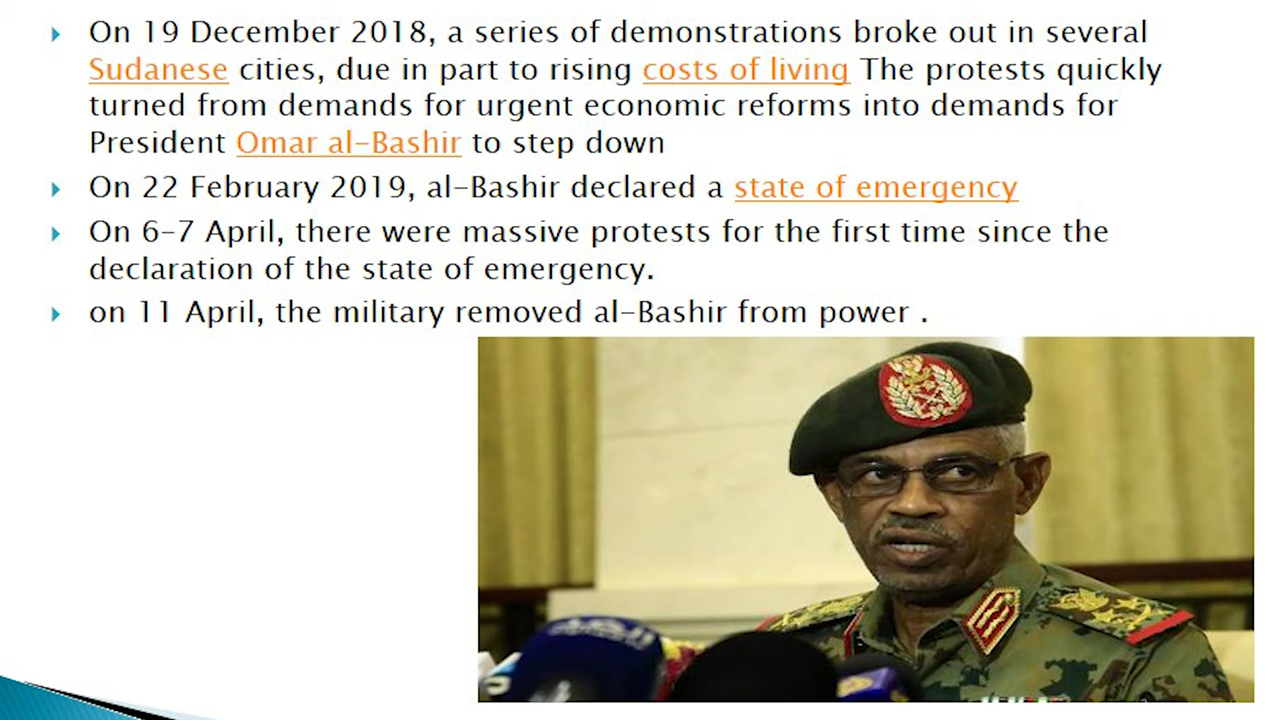 On 19 December 2018, a series of demonstrations broke out in several
Sudanese cities, due in part to rising costs of living The protests quickly
turned from demands for urgent economic reforms into demands for
President Omar al-Bashir to step down
On 22 February 2019, al-Bashir declared a state of emergency
On 6–7 April, there were massive protests for the first time since the
declaration of the state of emergency.
on 11 April, the military removed al-Bashir from power .